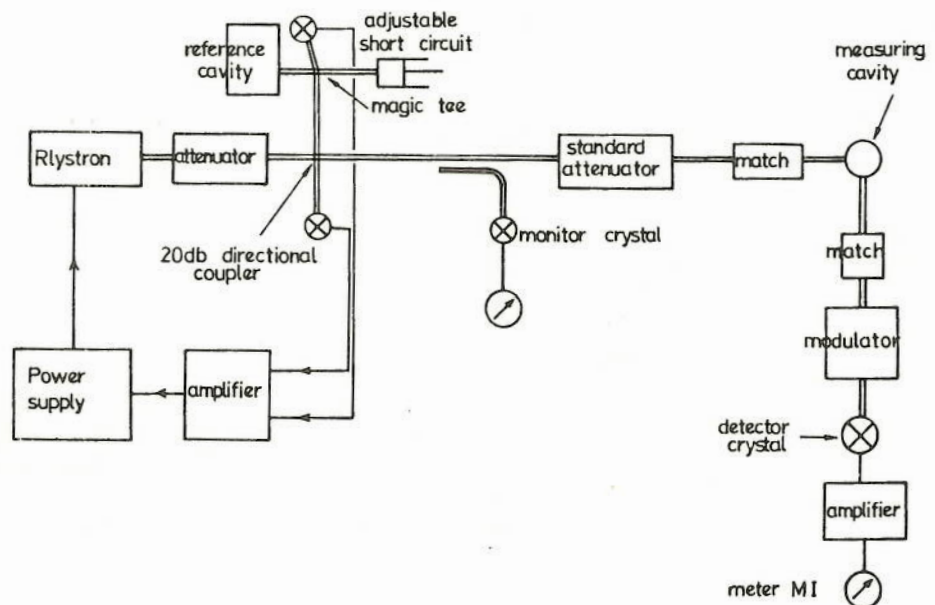 adjustable
short circuit
reference
cavity
magic tee
measuring
cavity
Rlystron
attenuator
standard
attenuator
match
20db directional
coupler
monitor crystal
match
modulator
Power
supply
amplifier
detector
crystal
amplifier
meter MI